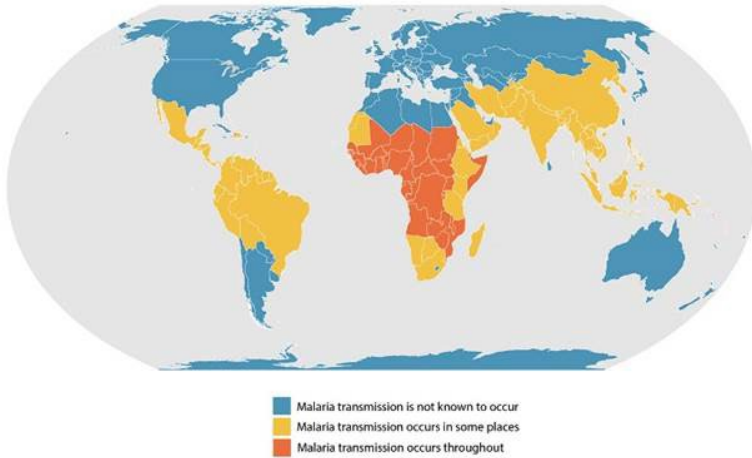 Malaria transmission is not known to occur
Malaria transmission occurs in some places
Malaria transmission occurs throughout